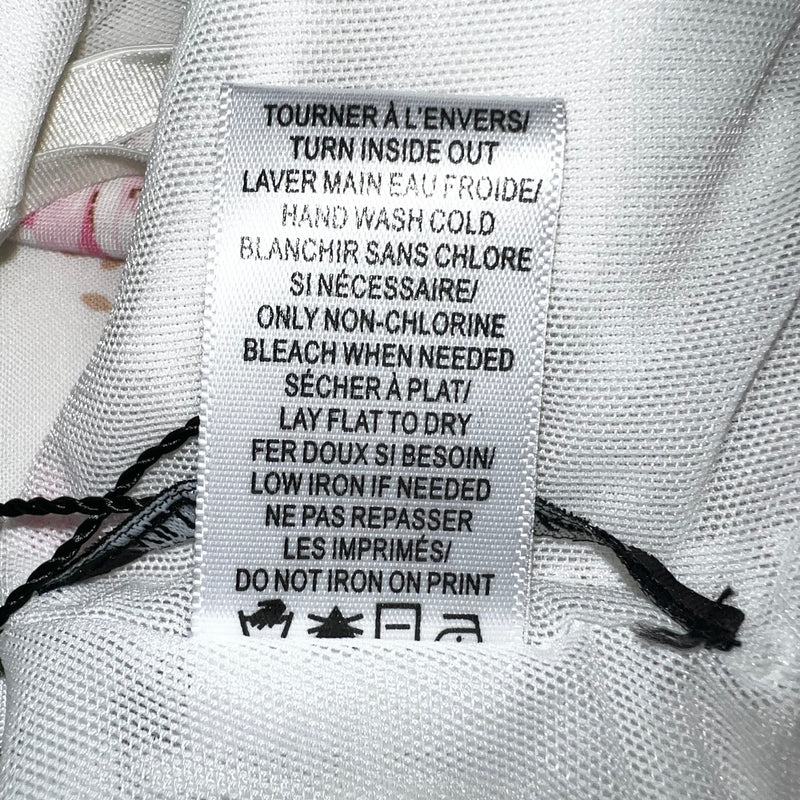 TOURNER À L'ENVERS/
TURN INSIDE OUT
LAVER MAIN EAU FROIDE/
HAND WASH COLD
BLANCHIR SANS CHLORE
SI NÉCESSAIRE/
ONLY NON-CHLORINE
BLEACH WHEN NEEDED
SÉCHER À PLAT/
LAY FLAT TO DRY
FER DOUX SI BESOIN/
LOW IRON IF NEEDED
NE PAS REPASSER
LES IMPRIMÉS/
DO NOT IRON ON PRINT